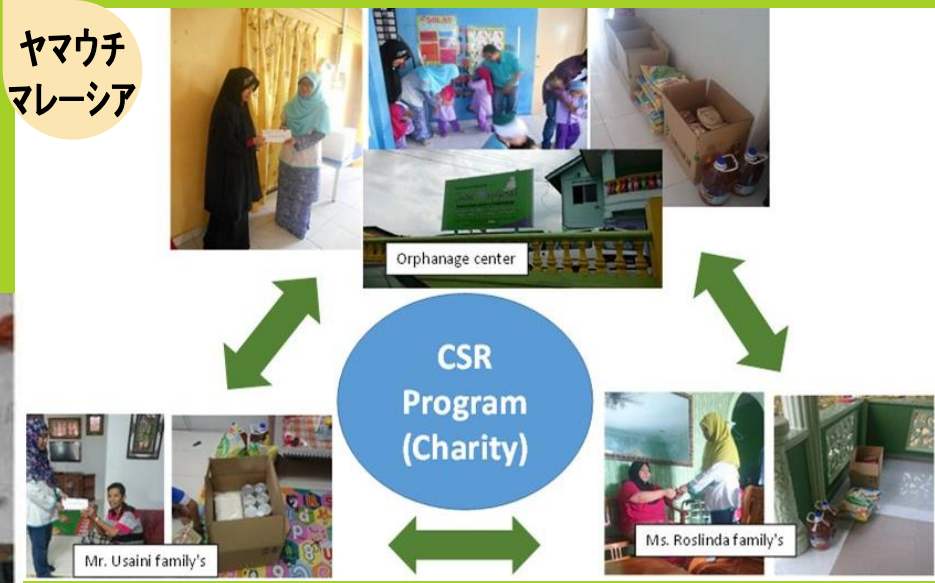 ヤマウチ
マレーシア
Orphanage center
CSR
Program
(Charity)
Mr. Usaini family's
Ms. Roslinda family's